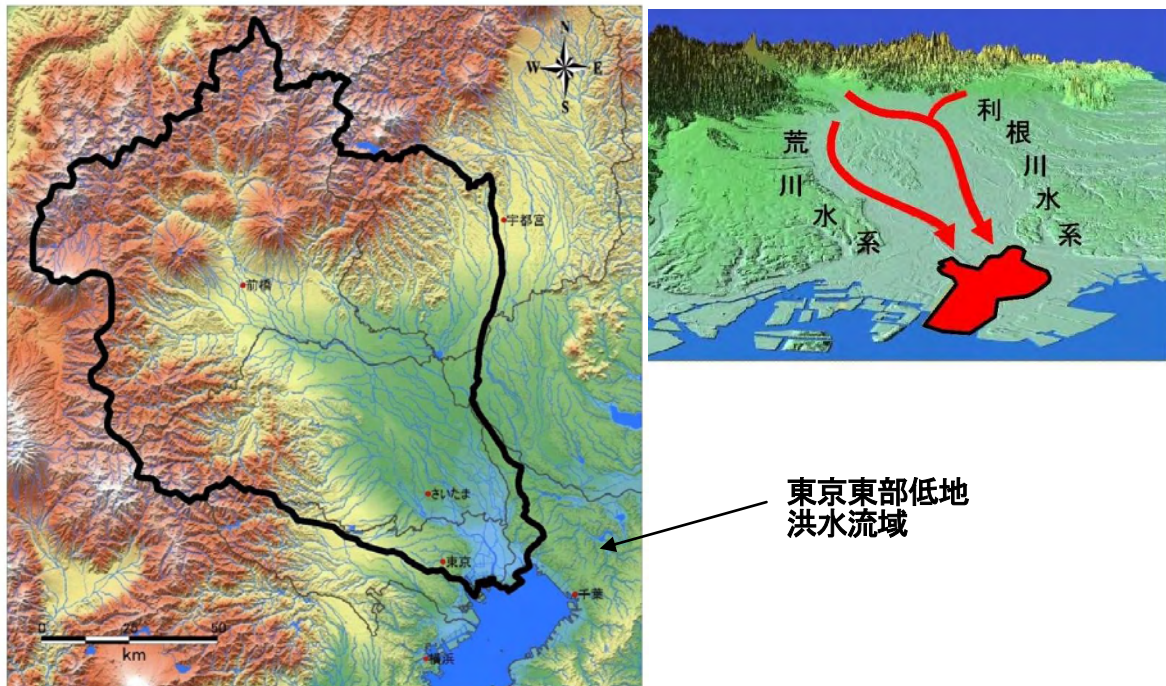 N
W E
S
宇都宮
前橋
さいたま
東京
千葉
横浜
0 25 50
km
荒川水系
利根川水系
東京東部低地
洪水流域